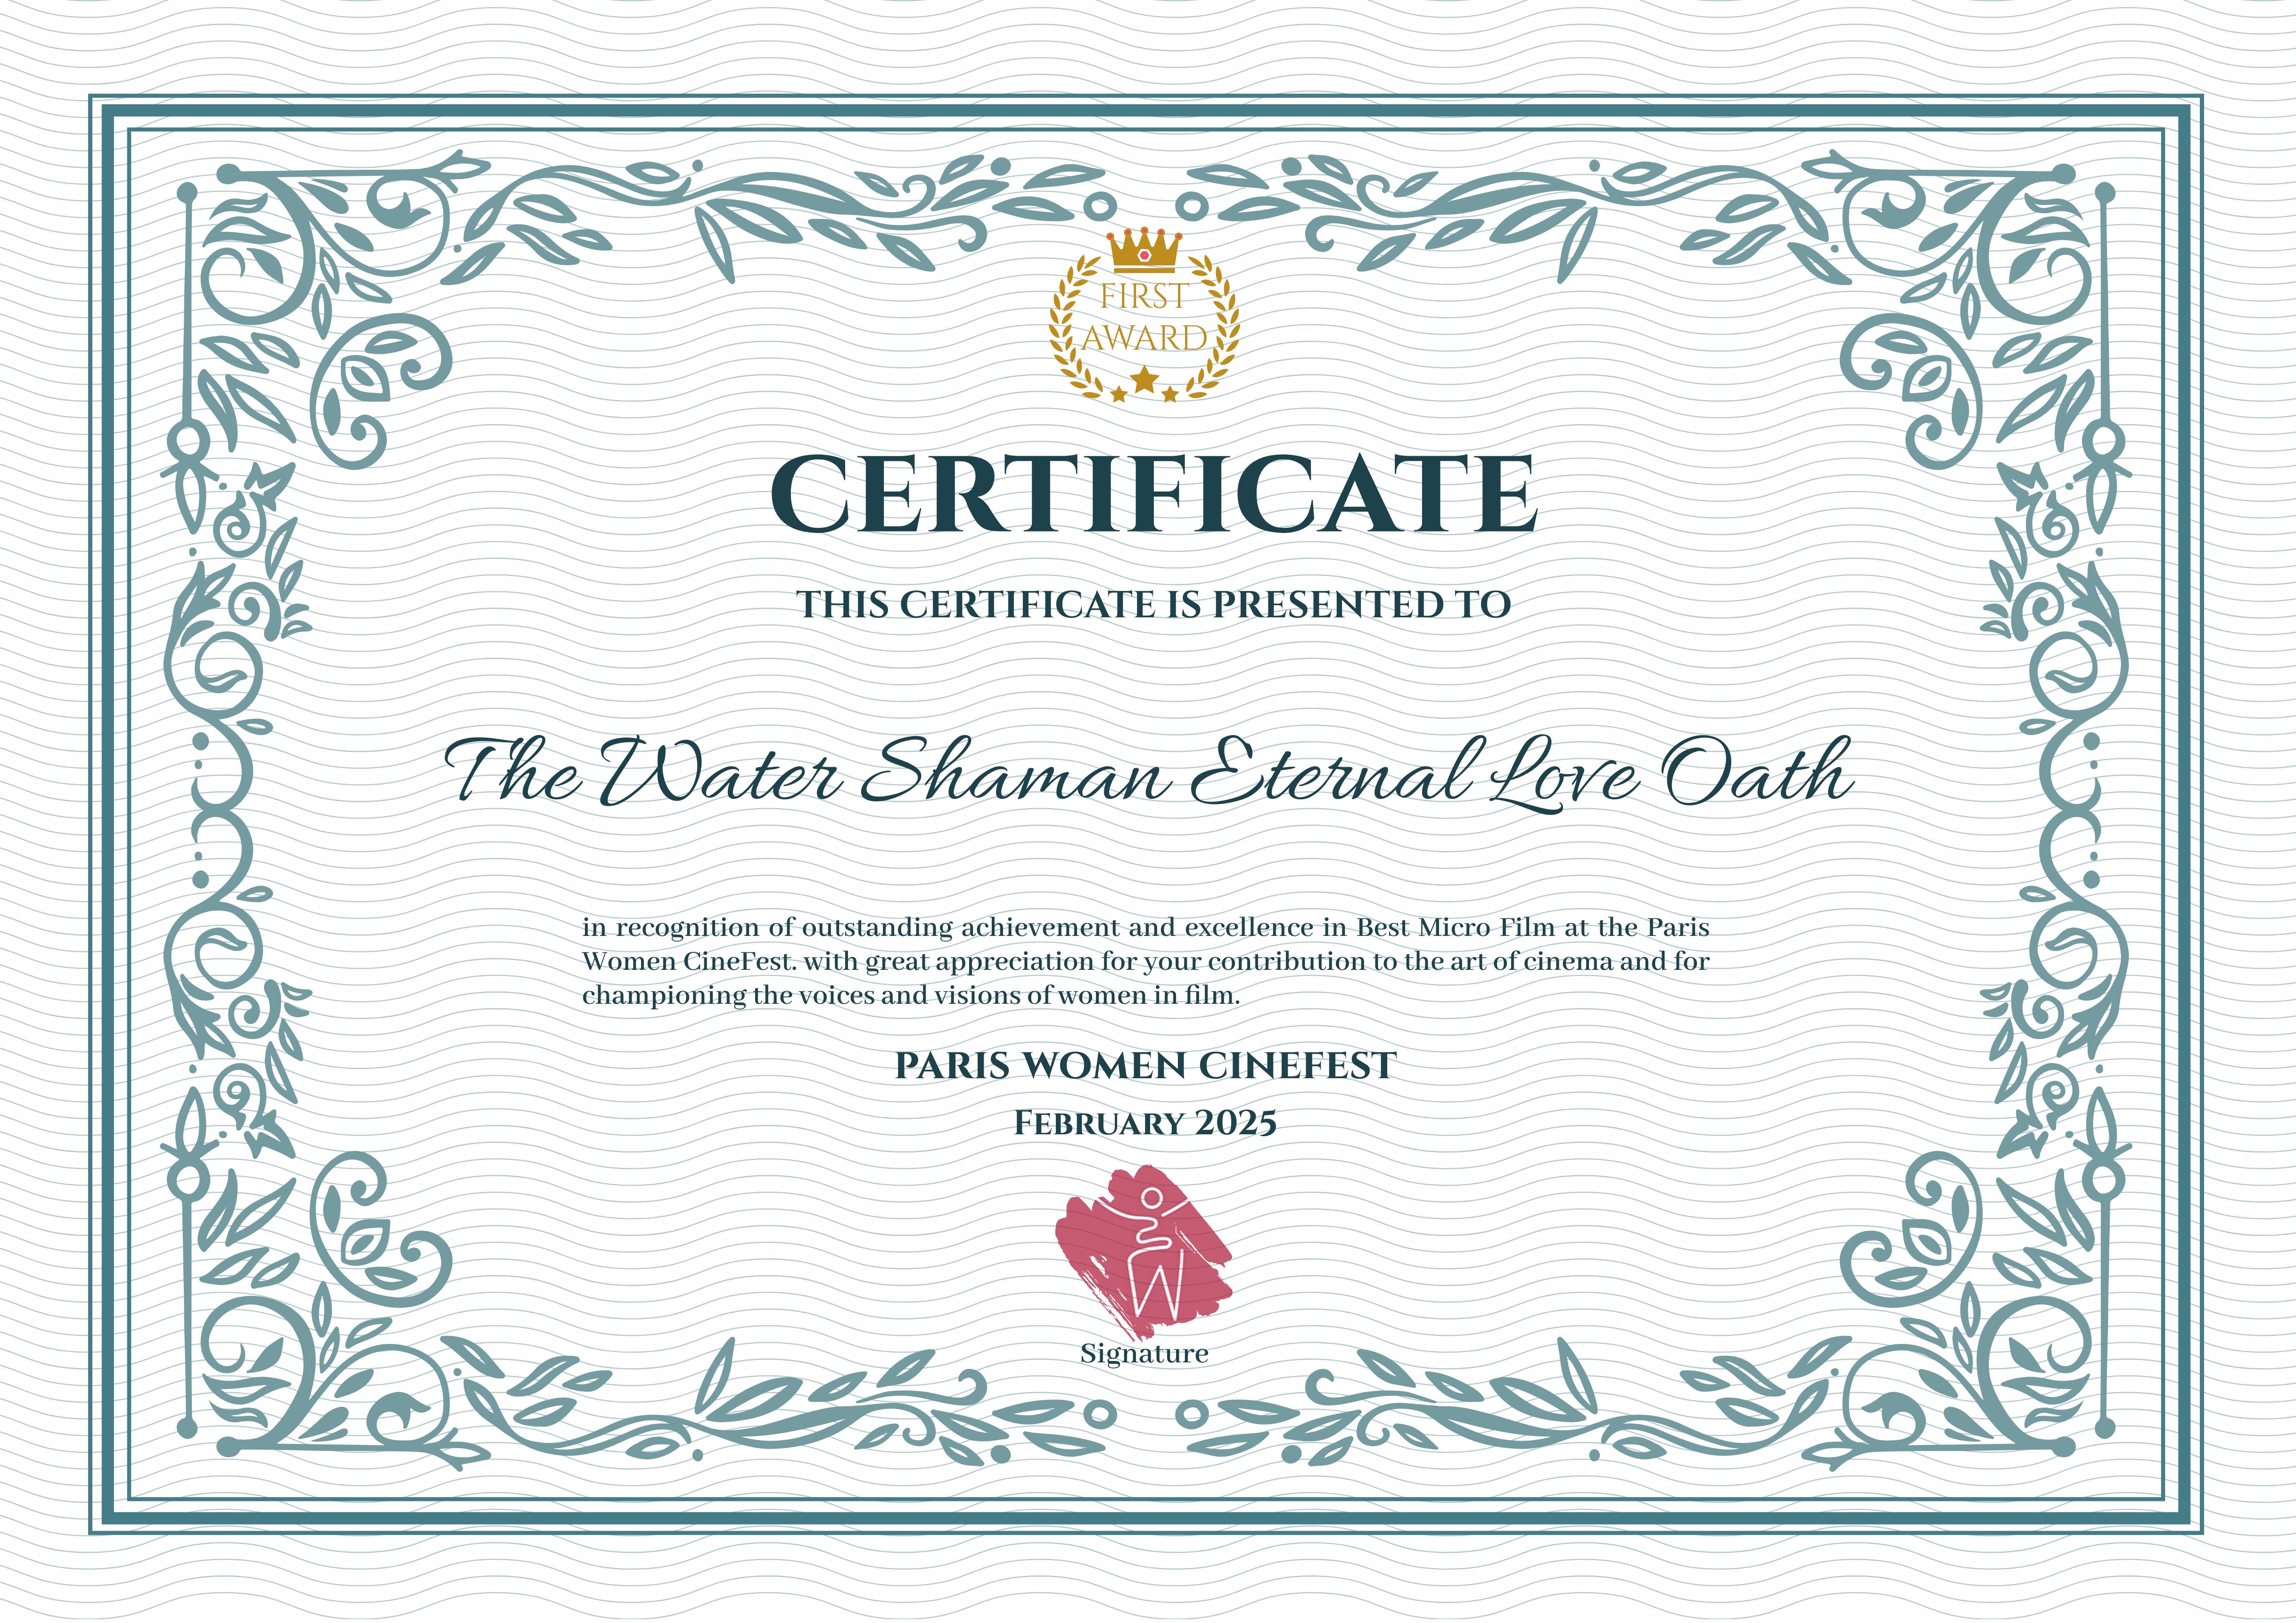 FIRST
AWARD
CERTIFICATE
THIS CERTIFICATE IS PRESENTED TO
The Water Shaman Eternal Love Oath
in recognition of outstanding achievement and excellence in Best Micro Film at the Paris
Women CineFest. with great appreciation for your contribution to the art of cinema and for
championing the voices and visions of women in film.
PARIS WOMEN CINEFEST
February 2025
W
Signature